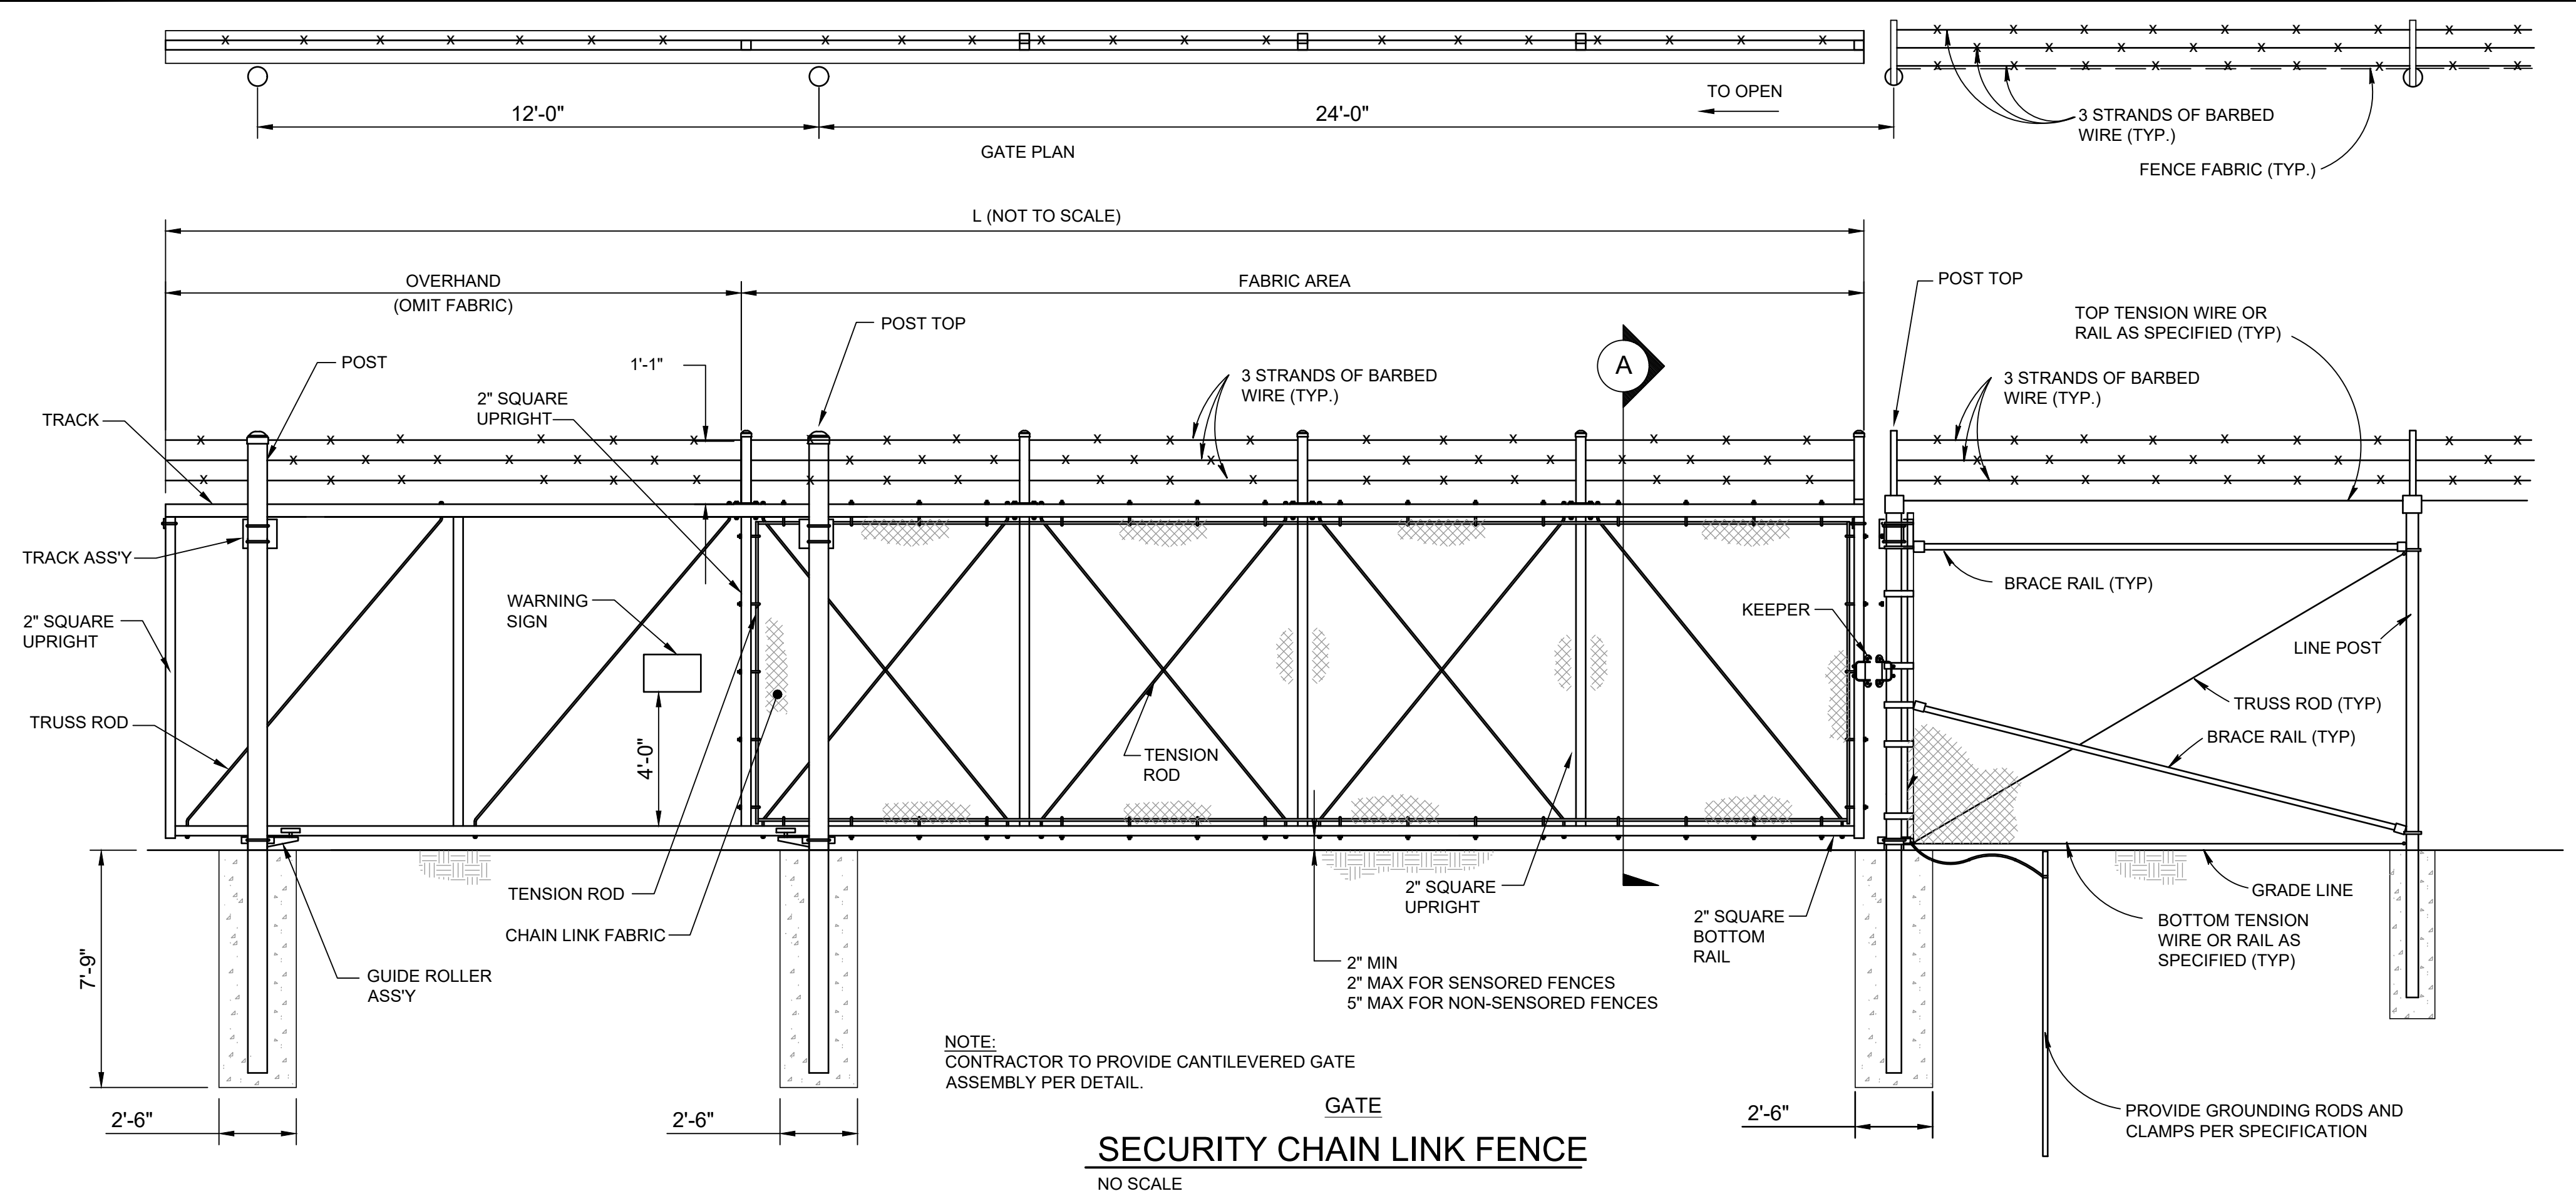 TO OPEN
12'-0"
24'-0"
3 STRANDS OF BARBED
WIRE (TYP.)
GATE PLAN
FENCE FABRIC (TYP.)
L (NOT TO SCALE)
OVERHAND
(OMIT FABRIC)
FABRIC AREA
POST TOP
TOP TENSION WIRE OR
RAIL AS SPECIFIED (TYP)
POST TOP
POST
1'-1"
A
3 STRANDS OF BARBED
WIRE (TYP.)
3 STRANDS OF BARBED
WIRE (TYP.)
2" SQUARE
UPRIGHT
TRACK
TRACK ASS'Y
BRACE RAIL (TYP)
WARNING
SIGN
KEEPER
2" SQUARE
UPRIGHT
LINE POST
TRUSS ROD
TRUSS ROD (TYP)
BRACE RAIL (TYP)
4'-0"
TENSION
ROD
TENSION ROD
2" SQUARE
UPRIGHT
GRADE LINE
2" SQUARE
BOTTOM
RAIL
BOTTOM TENSION
WIRE OR RAIL AS
SPECIFIED (TYP)
CHAIN LINK FABRIC
7'-9"
GUIDE ROLLER
ASS'Y
2" MIN
2" MAX FOR SENSORED FENCES
5" MAX FOR NON-SENSORED FENCES
NOTE:
CONTRACTOR TO PROVIDE CANTILEVERED GATE
ASSEMBLY PER DETAIL.
2'-6"
2'-6"
2'-6"
PROVIDE GROUNDING RODS AND
CLAMPS PER SPECIFICATION
GATE
SECURITY CHAIN LINK FENCE
NO SCALE